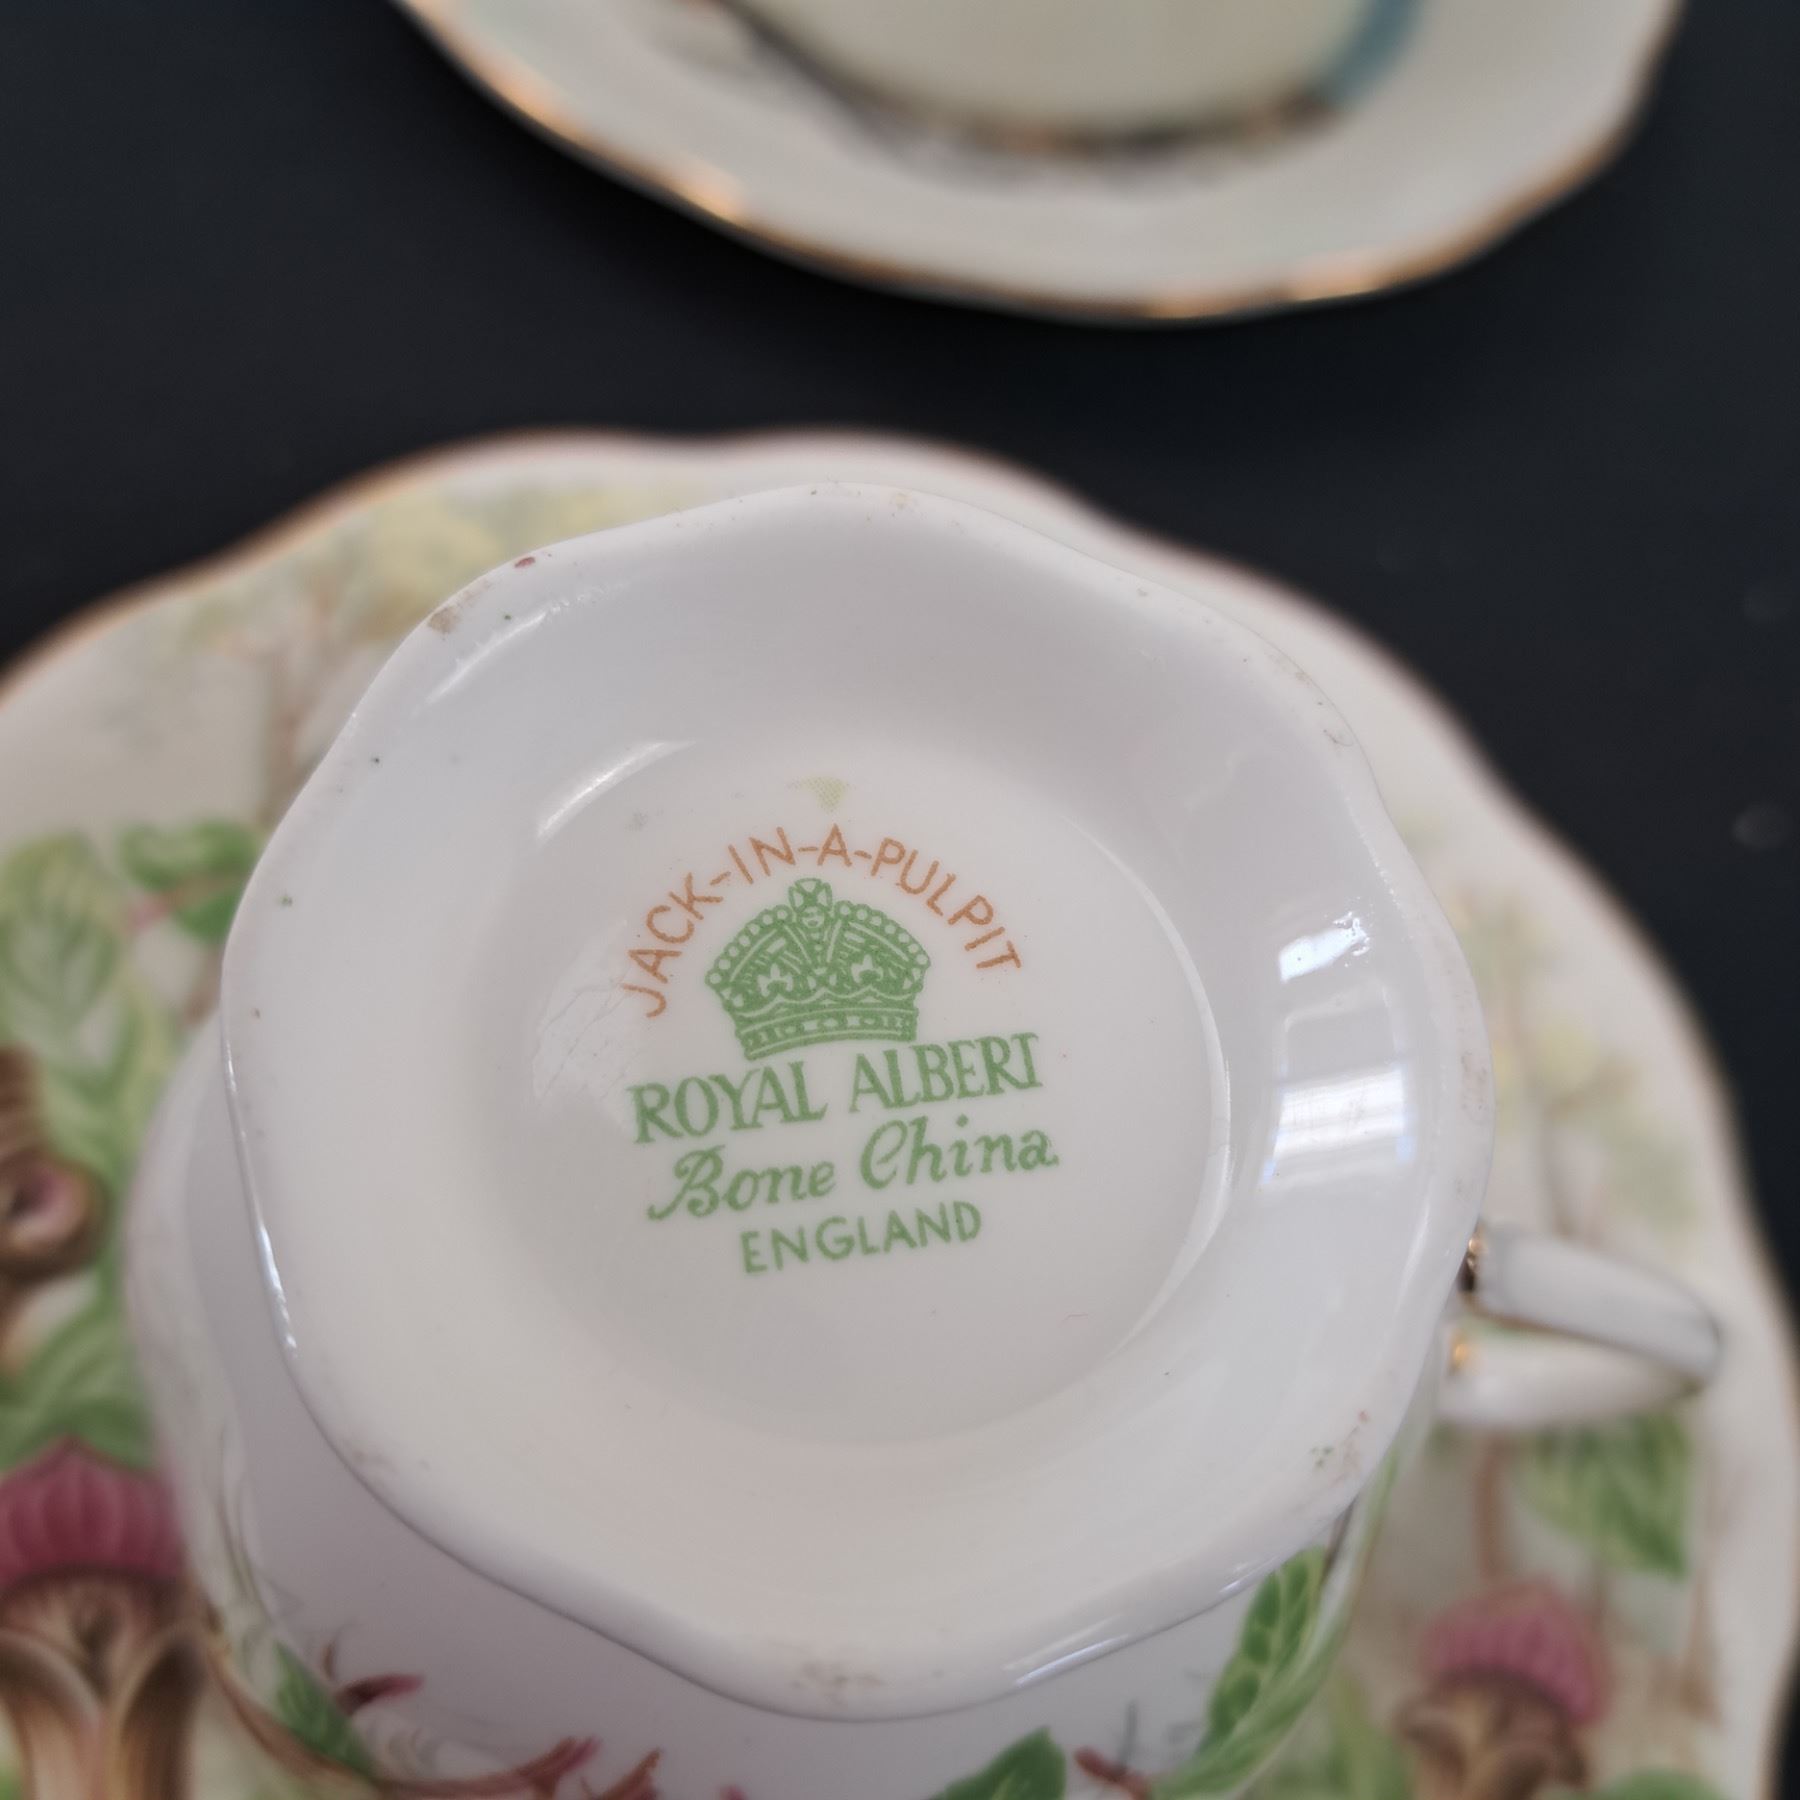 JACK-IN-A-PULPIT
ROYAL ALBERT
Bone China
ENGLAND